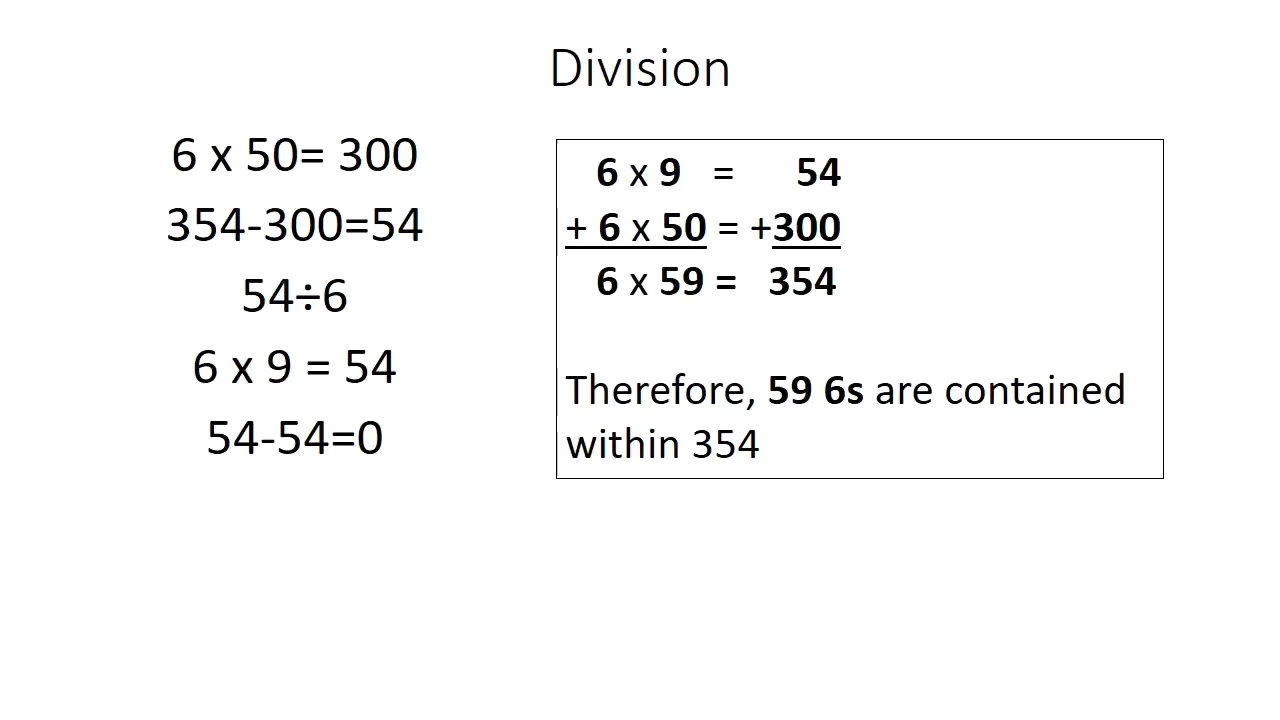 Division
6 x 50= 300
354-300=54
54÷6
6 x 9 = 54
54-54=0
6 x 9 = 54
+ 6 x 50 = +300
6 x 59 = 354
Therefore, 59 6s are contained
within 354